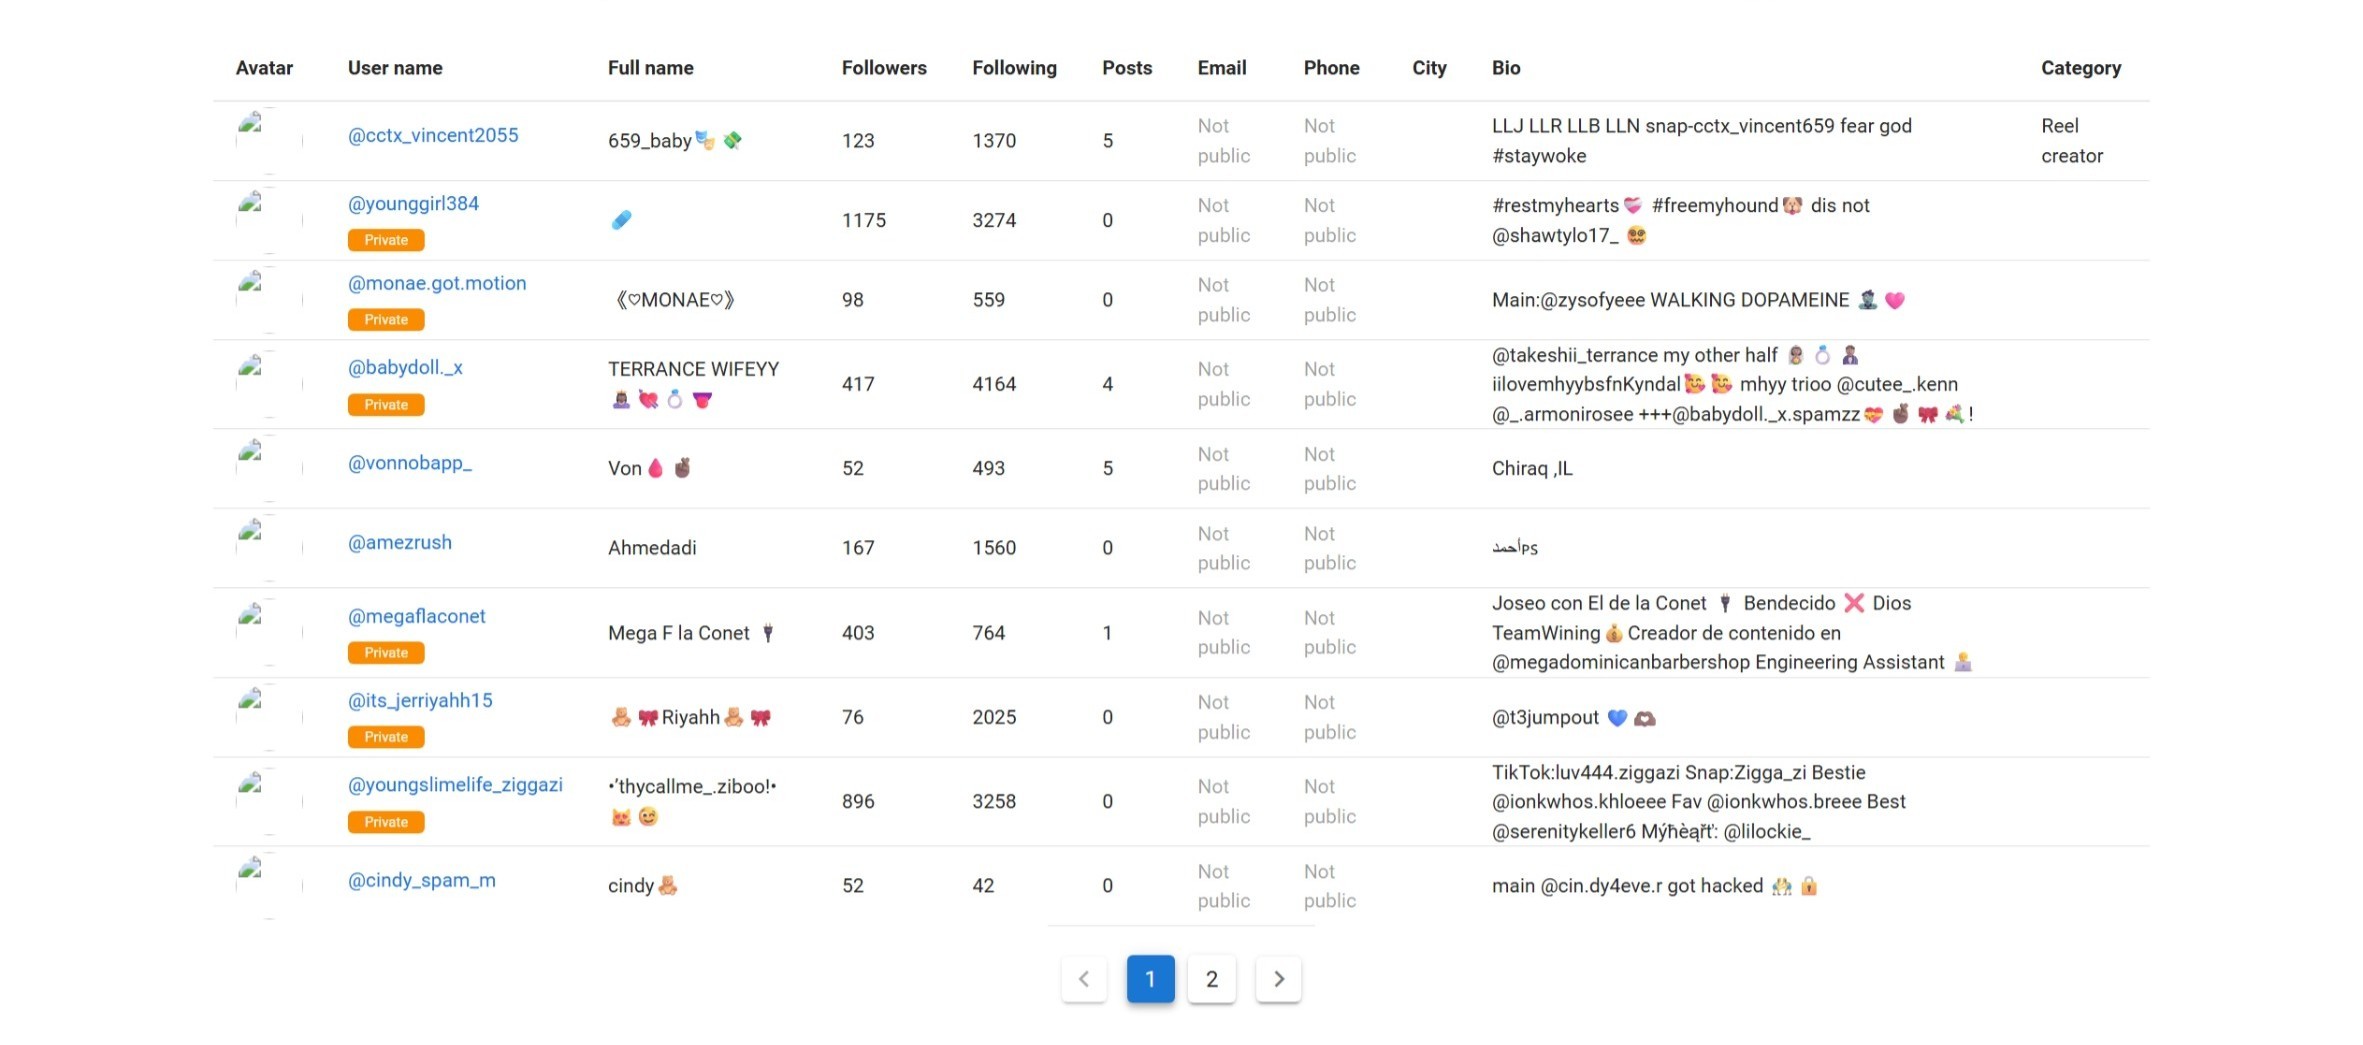 Avatar User name Full name Followers Following Posts Email Phone City Bio Category
@cctx_vincent2055 659_baby🎭 💸 123 1370 5 Not public Not public LLJ LLR LLB LLN snap-cctx_vincent659 fear god
#staywoke Reel creator
@younggirl384 Private 🩹 1175 3274 0 Not public Not public #restmyhearts❤️‍🩹 #freemyhound🐶 dis not
@shawtylo17_ 😵‍💫
@monae.got.motion Private 《♡MONAE♡》 98 559 0 Not public Not public Main:@zysofyeee WALKING DOPAMEINE 🧟 🩷
@babydoll._x Private TERRANCE WIFEYY 417 4164 4 Not public Not public @takeshii_terrance my other half 👰🏽 💍 🤵🏽
iilovemhyybsfnKyndal🥰 🥰 mhyy trioo @cutee_.kenn
@_.armonirosee +++@babydoll._x.spamzz💝 🤞🏿 🎀 💐 !
@vonnobapp_ Von🩸 🤞🏿 52 493 5 Not public Not public Chiraq ,IL
@amezrush Ahmedadi 167 1560 0 Not public Not public أحمدPS
@megaflaconet Private Mega F la Conet 🔌 403 764 1 Not public Not public Joseo con El de la Conet 🔌 Bendecido ❌ Dios
TeamWining💰Creador de contenido en
@megadominicanbarbershop Engineering Assistant 🧑‍💻
@its_jerriyahh15 Private 🧸 🎀Riyahh🧸 🎀 76 2025 0 Not public Not public @t3jumpout 💙 🫶🏽
@youngslimelife_ziggazi Private •'thycallme_.ziboo!• 😻 😉 896 3258 0 Not public Not public TikTok:luv444.ziggazi Snap:Zigga_zi Bestie
@ionkwhos.khloeee Fav @ionkwhos.breee Best
@serenitykeller6 Mýħèąřť: @lilockie_
@cindy_spam_m cindy🧸 52 42 0 Not public Not public main @cin.dy4eve.r got hacked 👯 🔒
1 2